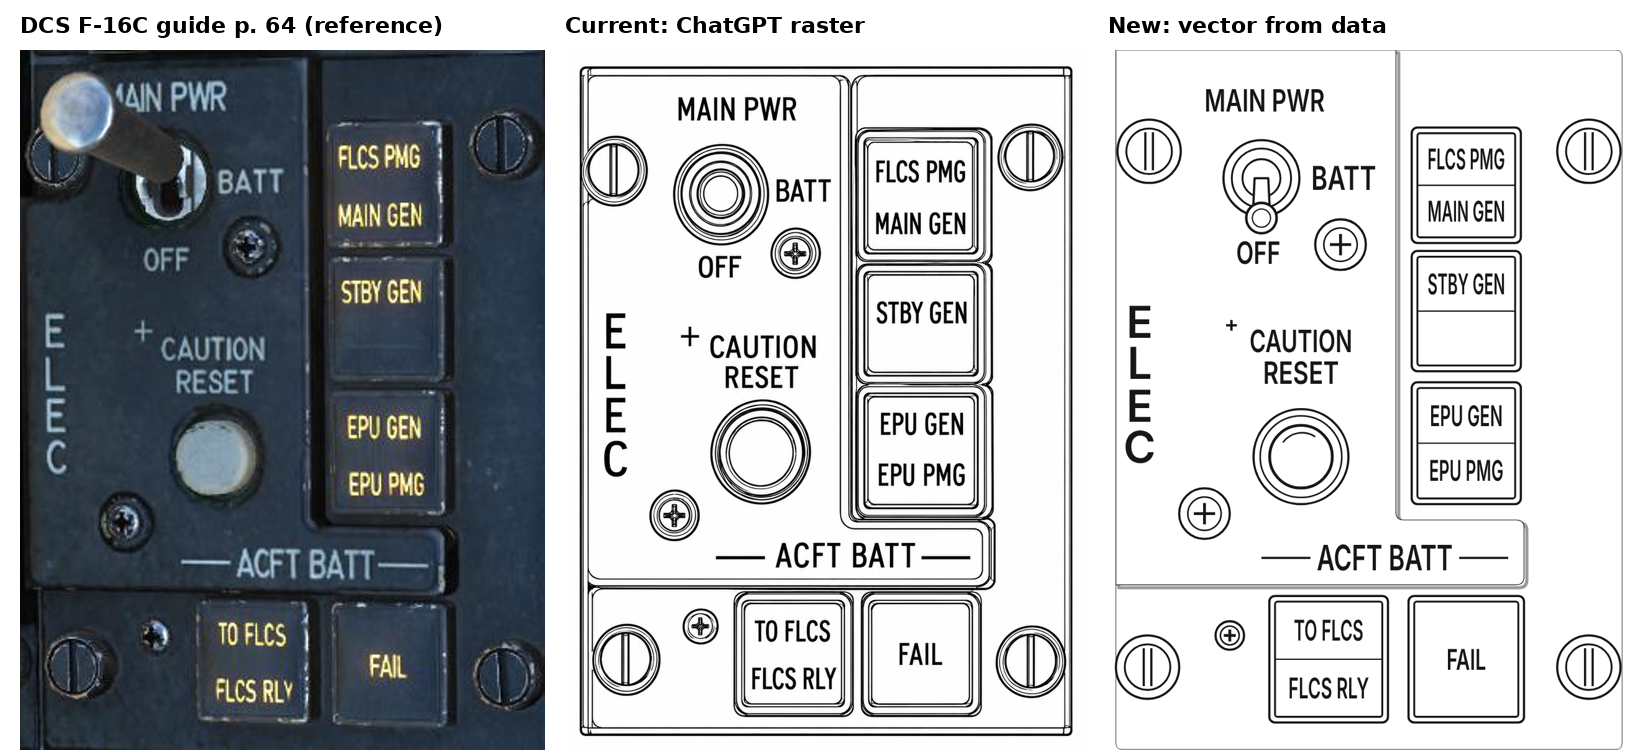 DCS F-16C guide p. 64 (reference)
MAIN PWR
BATT
OFF
FLCS PMG
MAIN GEN
STBY GEN
E
L
E
C
+
CAUTION
RESET
EPU GEN
EPU PMG
ACFT BATT
TO FLCS
FLCS RLY
FAIL
Current: ChatGPT raster
MAIN PWR
BATT
OFF
FLCS PMG
MAIN GEN
STBY GEN
E
L
E
C
+
CAUTION
RESET
EPU GEN
EPU PMG
ACFT BATT
TO FLCS
FLCS RLY
FAIL
New: vector from data
MAIN PWR
BATT
OFF
FLCS PMG
MAIN GEN
STBY GEN
E
L
E
C
+
CAUTION
RESET
EPU GEN
EPU PMG
ACFT BATT
TO FLCS
FLCS RLY
FAIL